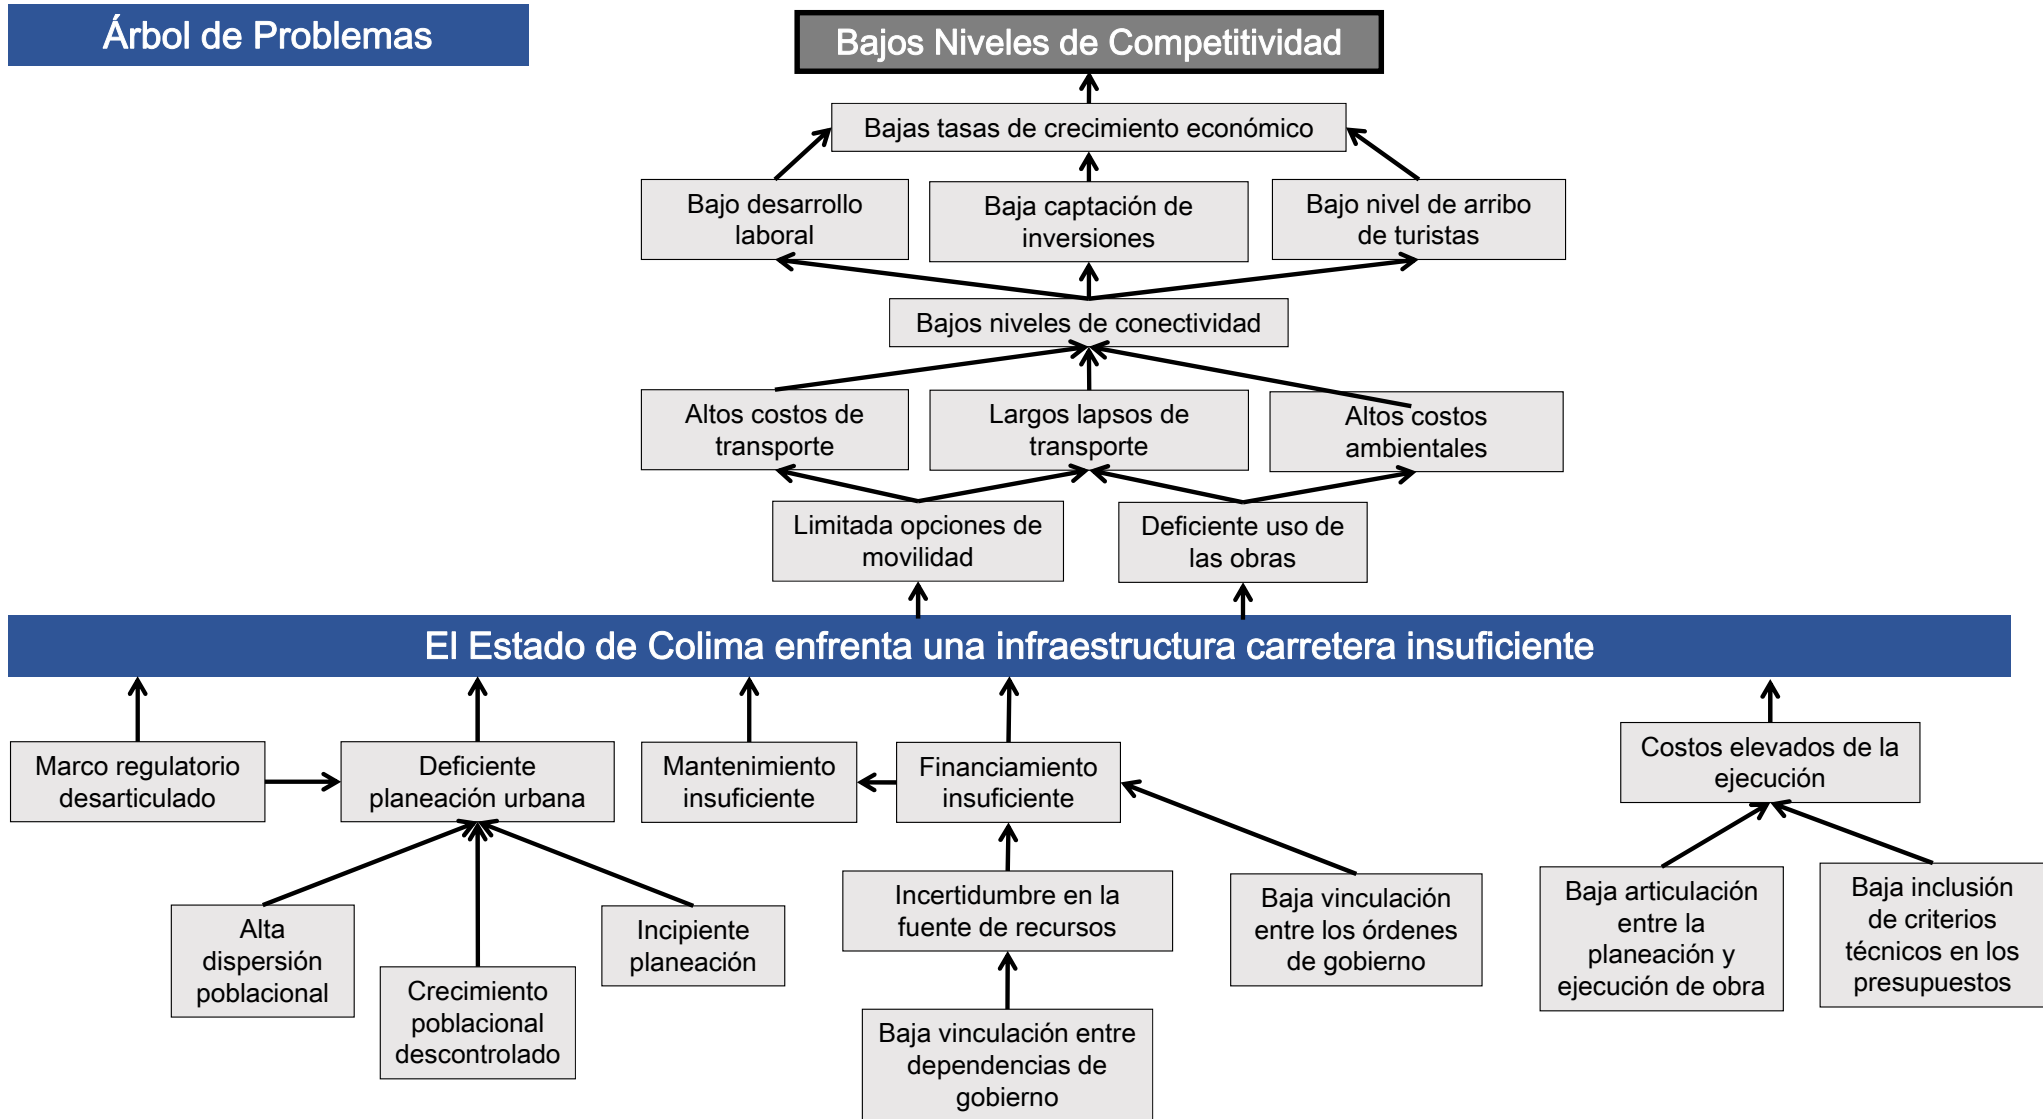 Árbol de Problemas
Bajos Niveles de Competitividad
Bajas tasas de crecimiento económico
Bajo desarrollo
laboral
Baja captación de
inversiones
Bajo nivel de arribo
de turistas
Bajos niveles de conectividad
Altos costos de
transporte
Largos lapsos de
transporte
Altos costos
ambientales
Limitada opciones de
movilidad
Deficiente uso de
las obras
El Estado de Colima enfrenta una infraestructura carretera insuficiente
Marco regulatorio
desarticulado
Deficiente
planeación urbana
Mantenimiento
insuficiente
Financiamiento
insuficiente
Costos elevados de la
ejecución
Alta
dispersión
poblacional
Crecimiento
poblacional
descontrolado
Incipiente
planeación
Incertidumbre en la
fuente de recursos
Baja vinculación entre
dependencias de
gobierno
Baja vinculación
entre los órdenes
de gobierno
Baja articulación
entre la
planeación y
ejecución de obra
Baja inclusión
de criterios
técnicos en los
presupuestos